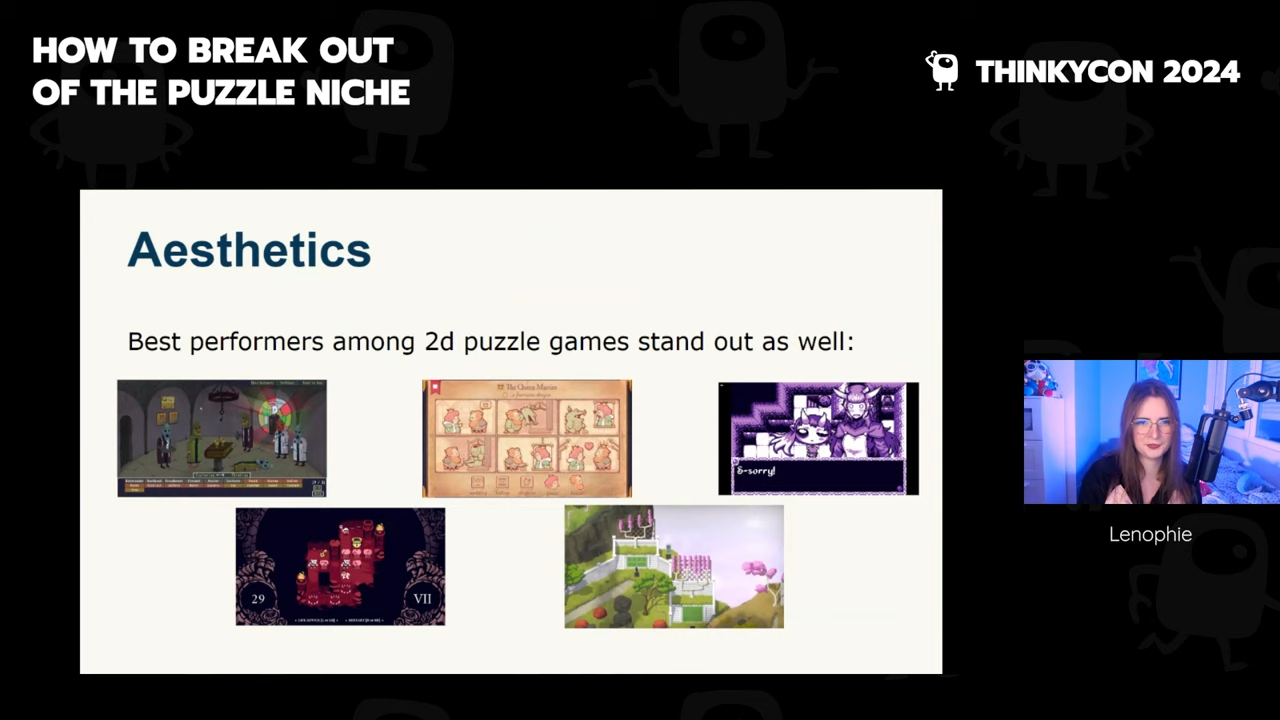 HOW TO BREAK OUT
OF THE PUZZLE NICHE
THINKYCON 2024
Aesthetics
Best performers among 2d puzzle games stand out as well:
The Queen Marries
S-sorry!
29
VII
Lenophie